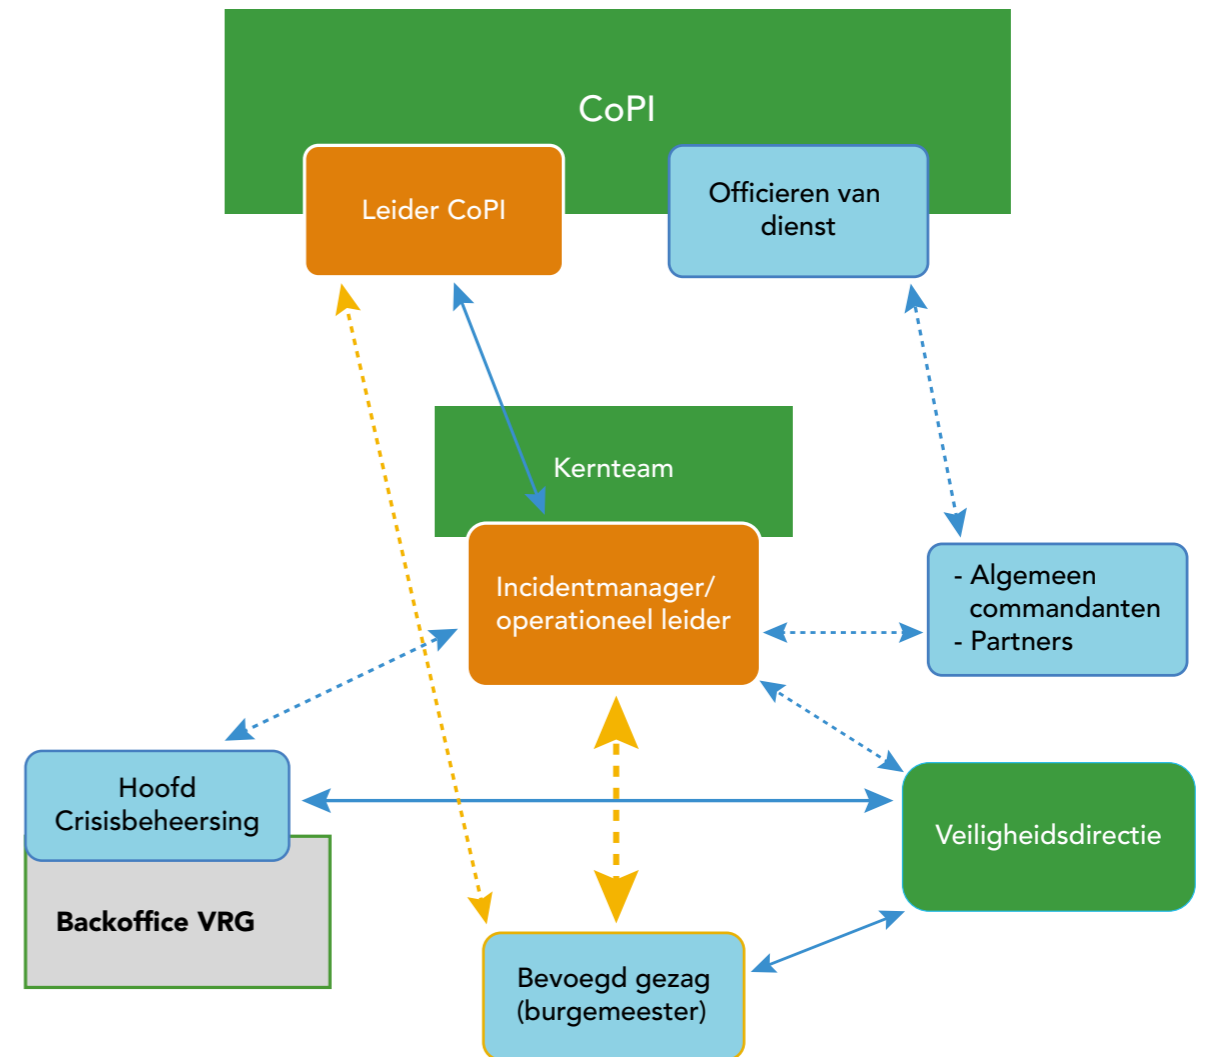 CoPI
Leider CoPI
Officieren van
dienst
Kernteam
Incidentmanager/
operationeel leider
- Algemeen
commandanten
- Partners
Hoofd
Crisisbeheersing
Backoffice VRG
Veiligheidsdirectie
Bevoegd gezag
(burgemeester)